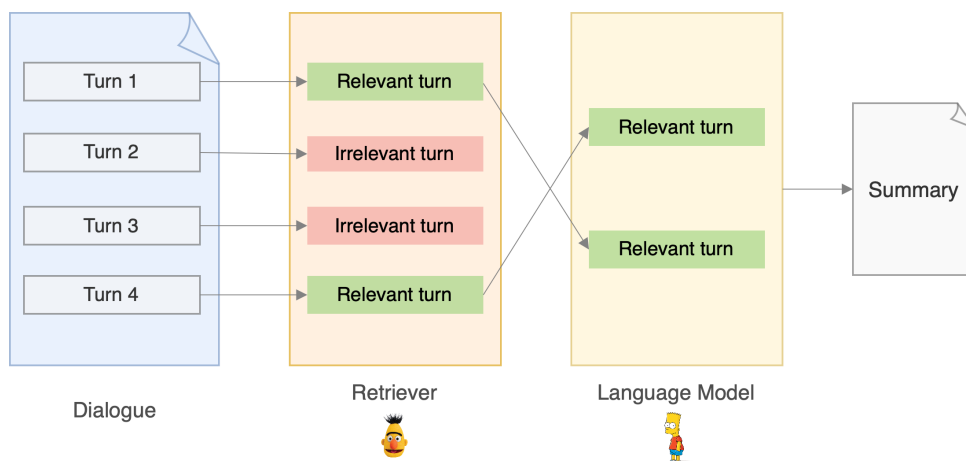 Turn 1
Turn 2
Turn 3
Turn 4
Dialogue
Relevant turn
Irrelevant turn
Irrelevant turn
Relevant turn
Retriever
Relevant turn
Relevant turn
Language Model
Summary